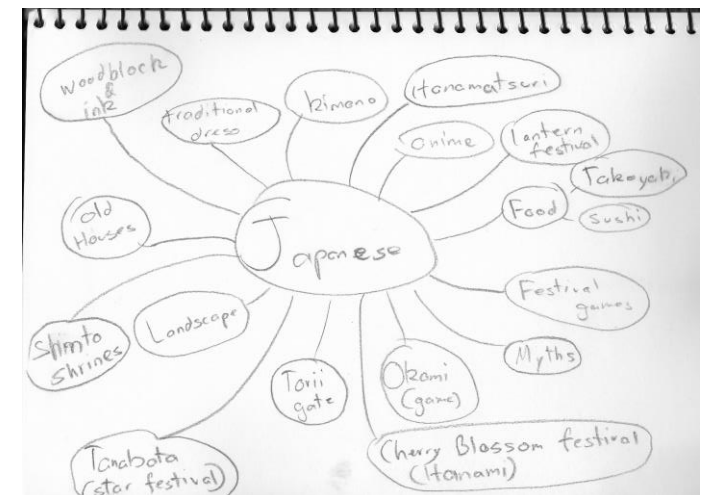 woodblock
&
ink
traditional
dress
kimono
Hanamatsuri
anime
Lantern
festival
Food
Takoyaki
Sushi
Old
Houses
Japanese
Festival
games
Shinto
shrines
Landscape
Myths
Torii
gate
Okami
(game)
Cherry Blossom festival
(Hanami)
Tanabata
(star festival)